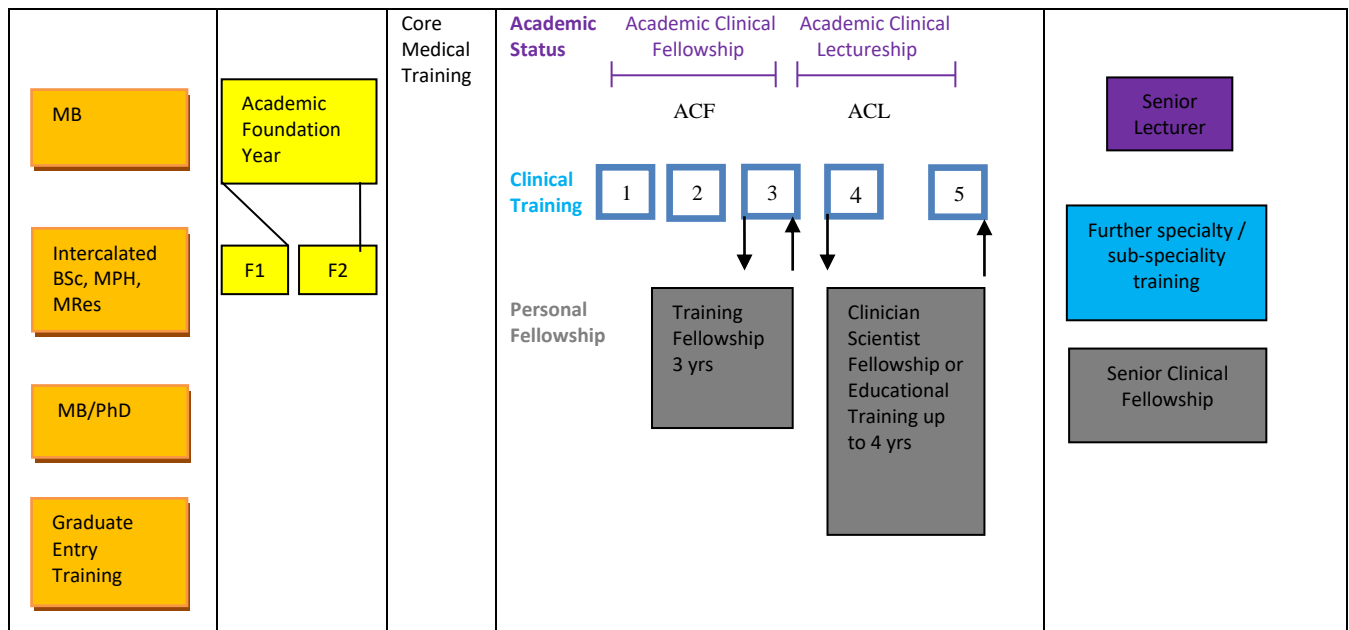 MB
Intercalated
BSc, MPH,
MRes
MB/PhD
Graduate
Entry
Training
Academic
Foundation
Year
F1
F2
Core
Medical
Training
Academic
Status
Academic Clinical
Fellowship
Academic Clinical
Lectureship
ACF
ACL
Clinical
Training
1
2
3
4
5
Personal
Fellowship
Training
Fellowship
3 yrs
Clinician
Scientist
Fellowship or
Educational
Training up
to 4 yrs
Senior
Lecturer
Further specialty /
sub-speciality
training
Senior Clinical
Fellowship